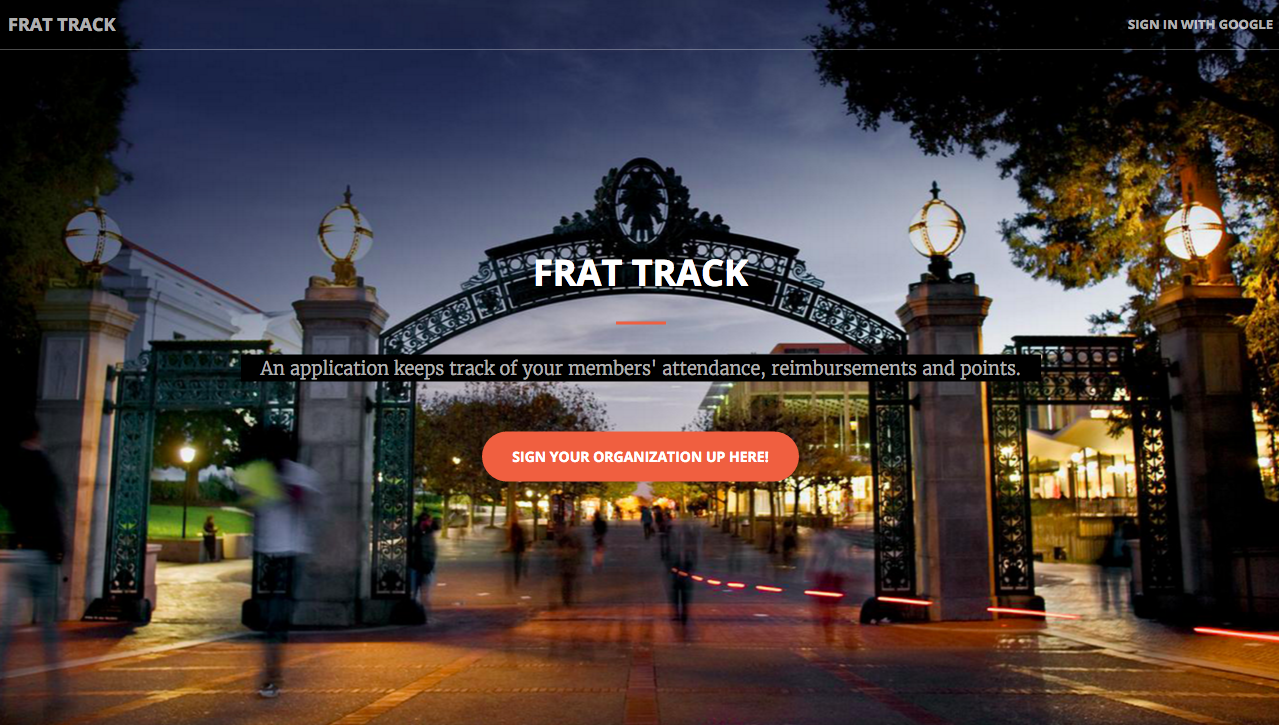 FRAT TRACK
SIGN IN WITH GOOGLE
FRAT TRACK
An application keeps track of your members' attendance, reimbursements and points.
SIGN YOUR ORGANIZATION UP HERE!